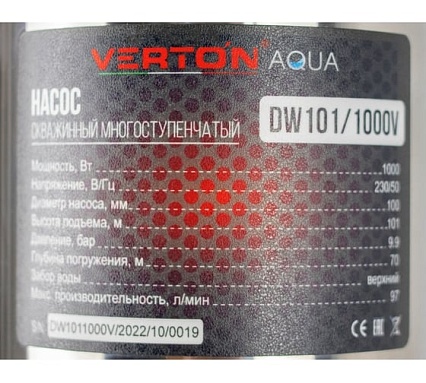 VERTON AQUA
НАСОС
СКВАЖИННЫЙ МНОГОСТУПЕНЧАТЫЙ
DW101/1000V
Мощность, Вт 1000
Напряжение, В/Гц 230/50
Диаметр насоса, мм 100
Высота подъема, м 101
Давление, бар 9.9
Глубина погружения, м 70
Забор воды верхний
Макс. производительность, л/мин 97
S/N: DW1011000V/2022/10/0019 CE EAC